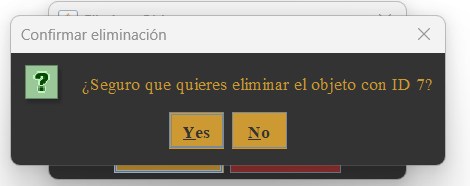 Confirmar eliminación
¿Seguro que quieres eliminar el objeto con ID 7?
Yes
No